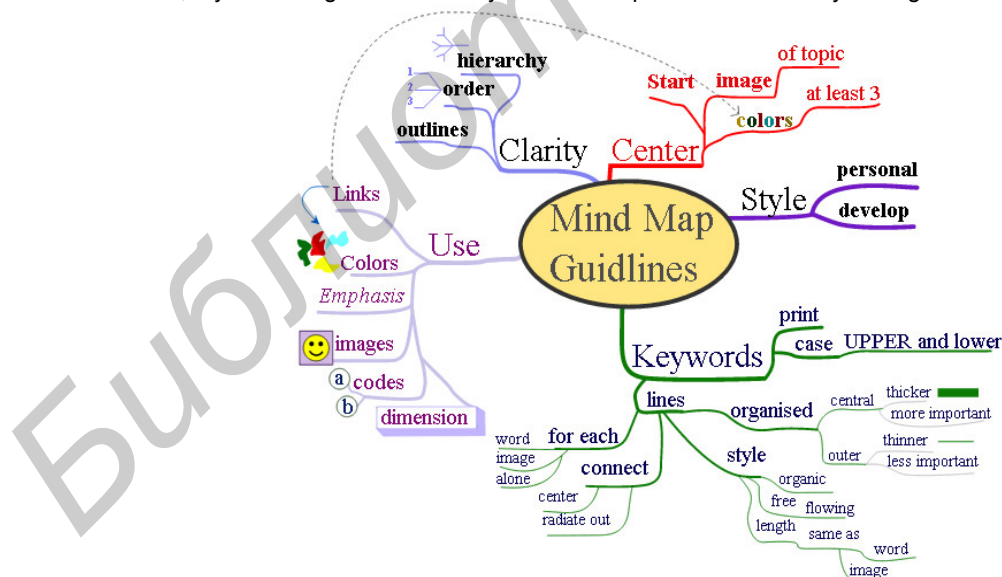 Mind Map
Guidlines
Clarity
hierarchy
1
2
3
order
outlines
Center
Start
image
of topic
colors
at least 3
Style
personal
develop
Use
Links
Colors
Emphasis
images
a
codes
b
dimension
Keywords
print
case
UPPER and lower
lines
organised
central
thicker
more important
outer
thinner
less important
style
organic
free flowing
length
same as
word
image
for each
word
image
alone
connect
center
radiate out